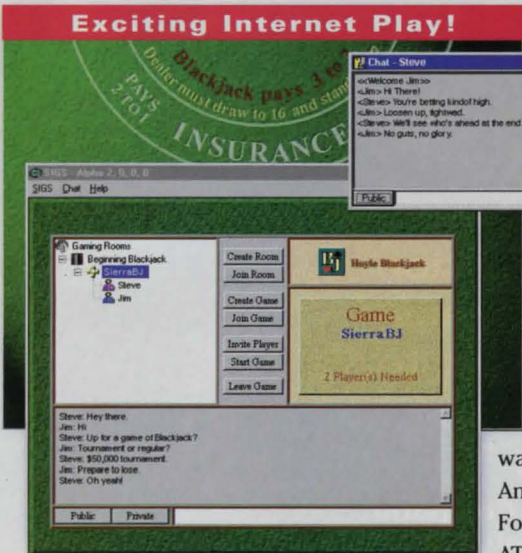 Exciting Internet Play!
Blackjack pays 3 to
Dealer must draw to 16 and stand
PAYS
2 TO 1
INSURANCE
Chat - Steve
<<Welcome Jim>>
<Jim> Hi There!
<Steve> You're betting kindof high.
<Jim> Loosen up, tightwad.
<Steve> We'll see who's ahead at the end.
<Jim> No guts, no glory.
Public
SIGS - Alpha 2, 0, 0, 0
SIGS Chat Help
Gaming Rooms
Beginning Blackjack
SierraBJ
Steve
Jim
Create Room
Join Room
Create Game
Join Game
Invite Player
Start Game
Leave Game
BJ
Hoyle Blackjack
Game
SierraBJ
2 Player(s) Needed
Steve: Hey there.
Jim: Hi
Steve: Up for a game of Blackjack?
Jim: Tournament or regular?
Steve: $50,000 tournament.
Jim: Prepare to lose.
Steve: Oh yeah!
Public Private
wa
An
Fo